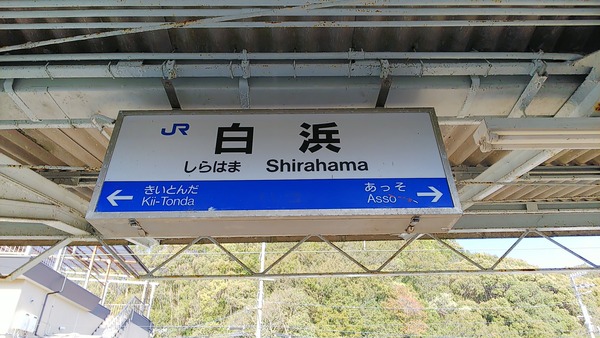 JR 白浜
しらはま Shirahama
← きいとんだ あっそ →
Kii-Tonda Asso